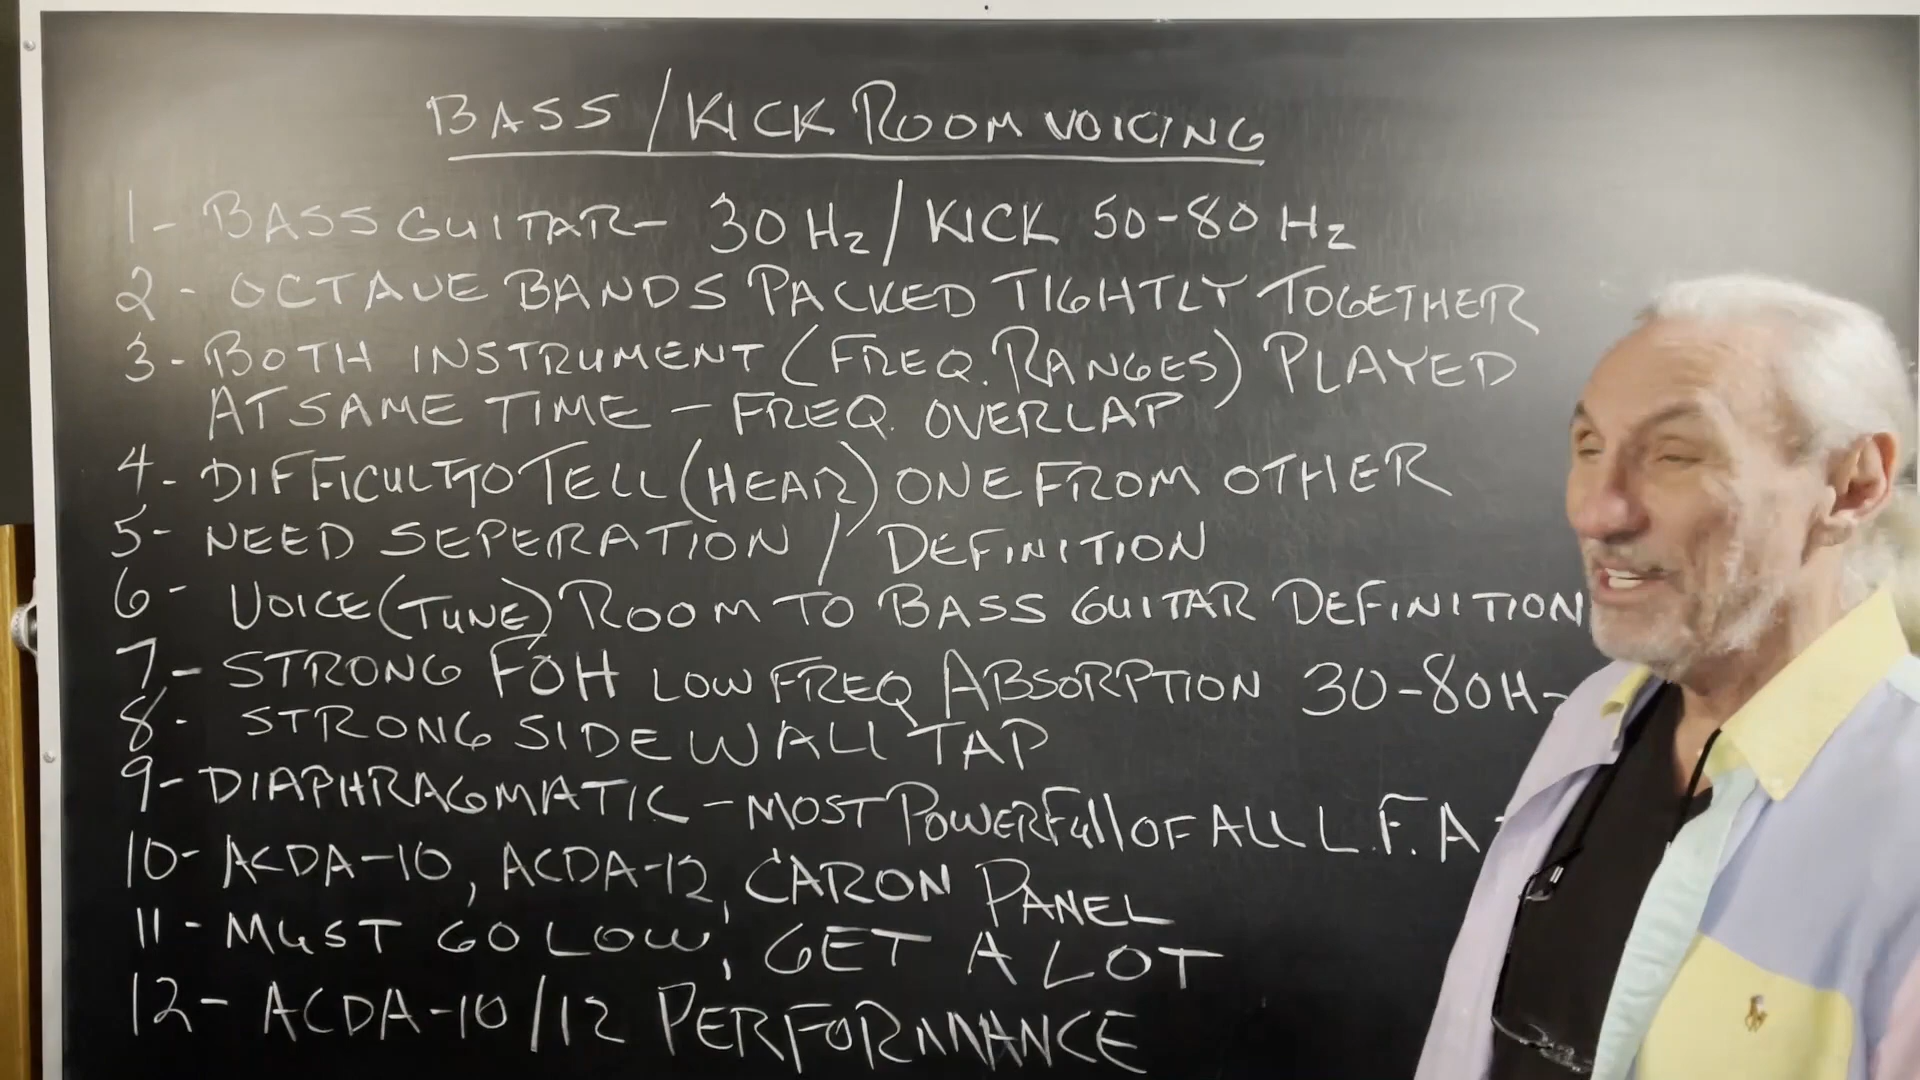 BASS / KICK ROOM VOICING
1 - BASS GUITAR - 30 Hz / KICK 50-80 Hz
2 - OCTAVE BANDS PACKED TIGHTLY TOGETHER
3 - BOTH INSTRUMENT (FREQ. RANGES) PLAYED
AT SAME TIME - FREQ. OVERLAP
4 - DIFFICULT TO TELL (HEAR) ONE FROM OTHER
5 - NEED SEPERATION / DEFINITION
6 - VOICE (TUNE) ROOM TO BASS GUITAR DEFINITION
7 - STRONG FOH LOW FREQ ABSORPTION 30-80H
8 - STRONG SIDE WALL TAP
9 - DIAPHRAGMATIC - MOST POWERFULL OF ALL L.F.A
10 - ACDA-10, ACDA-12, CARON PANEL
11 - MUST GO LOW, GET A LOT
12 - ACDA-10/12 PERFORMANCE